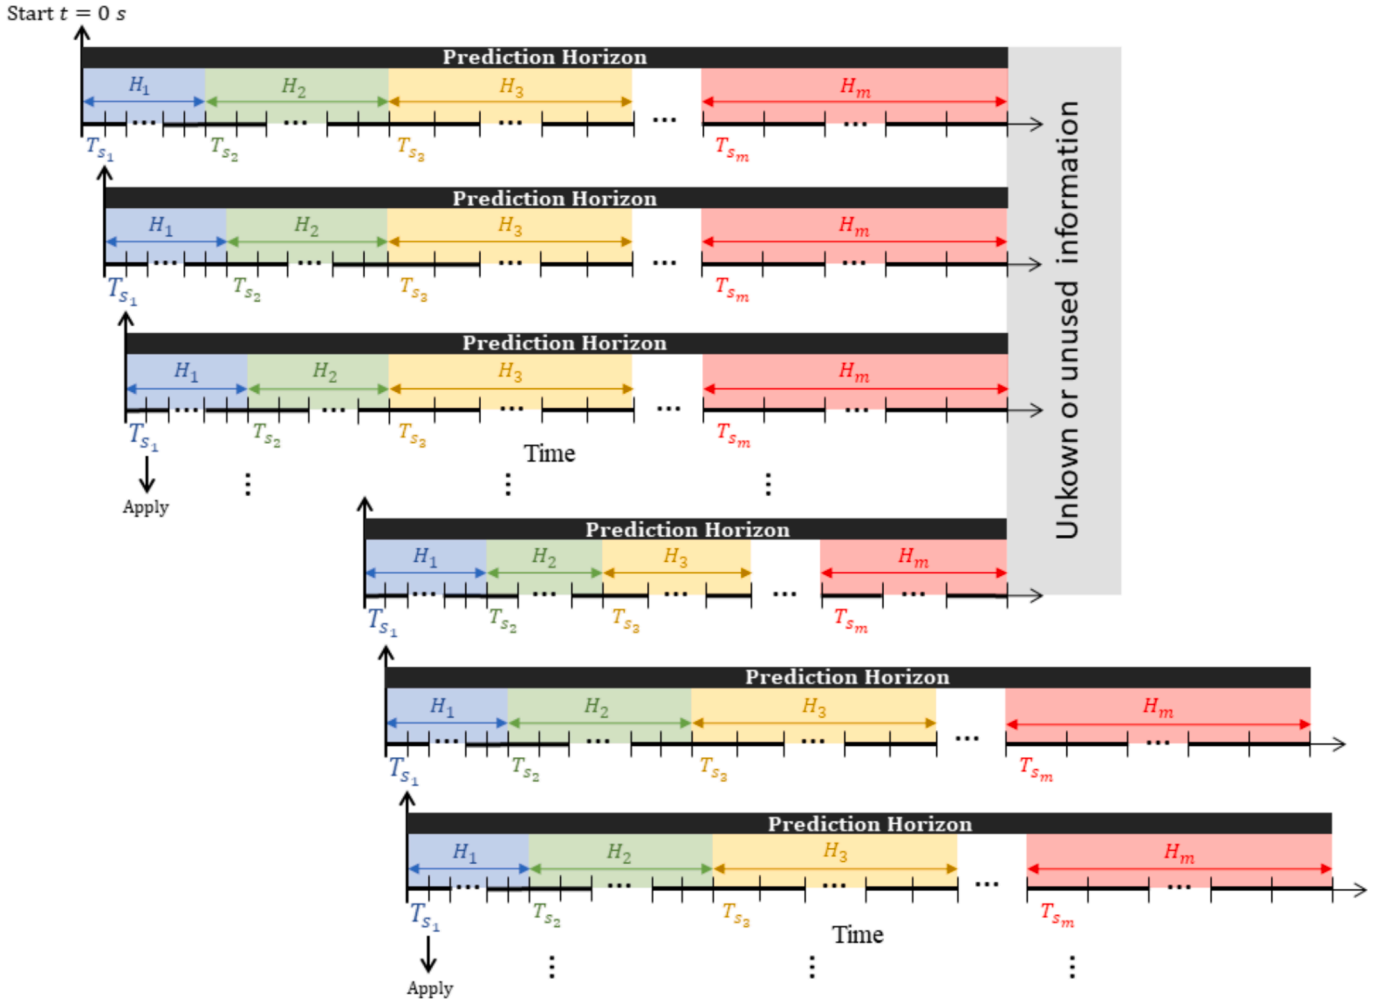 Start t = 0 s
Prediction Horizon
H₁ H₂ H₃ ... Hₘ
... ... ... ... ...
Tₛ₁ Tₛ₂ Tₛ₃ Tₛₘ
Prediction Horizon
H₁ H₂ H₃ Hₘ
... ... ... ... ...
Tₛ₁ Tₛ₂ Tₛ₃ Tₛₘ
Prediction Horizon
H₁ H₂ H₃ Hₘ
... ... ... ... ...
Tₛ₁ Tₛ₂ Tₛ₃ Tₛₘ
Time
Apply
Prediction Horizon
H₁ H₂ H₃ Hₘ
... ... ... ... ...
Tₛ₁ Tₛ₂ Tₛ₃ Tₛₘ
Unkown or unused information
Prediction Horizon
H₁ H₂ H₃ Hₘ
... ... ... ... ...
Tₛ₁ Tₛ₂ Tₛ₃ Tₛₘ
Prediction Horizon
H₁ H₂ H₃ Hₘ
... ... ... ... ...
Tₛ₁ Tₛ₂ Tₛ₃ Tₛₘ
Time
Apply